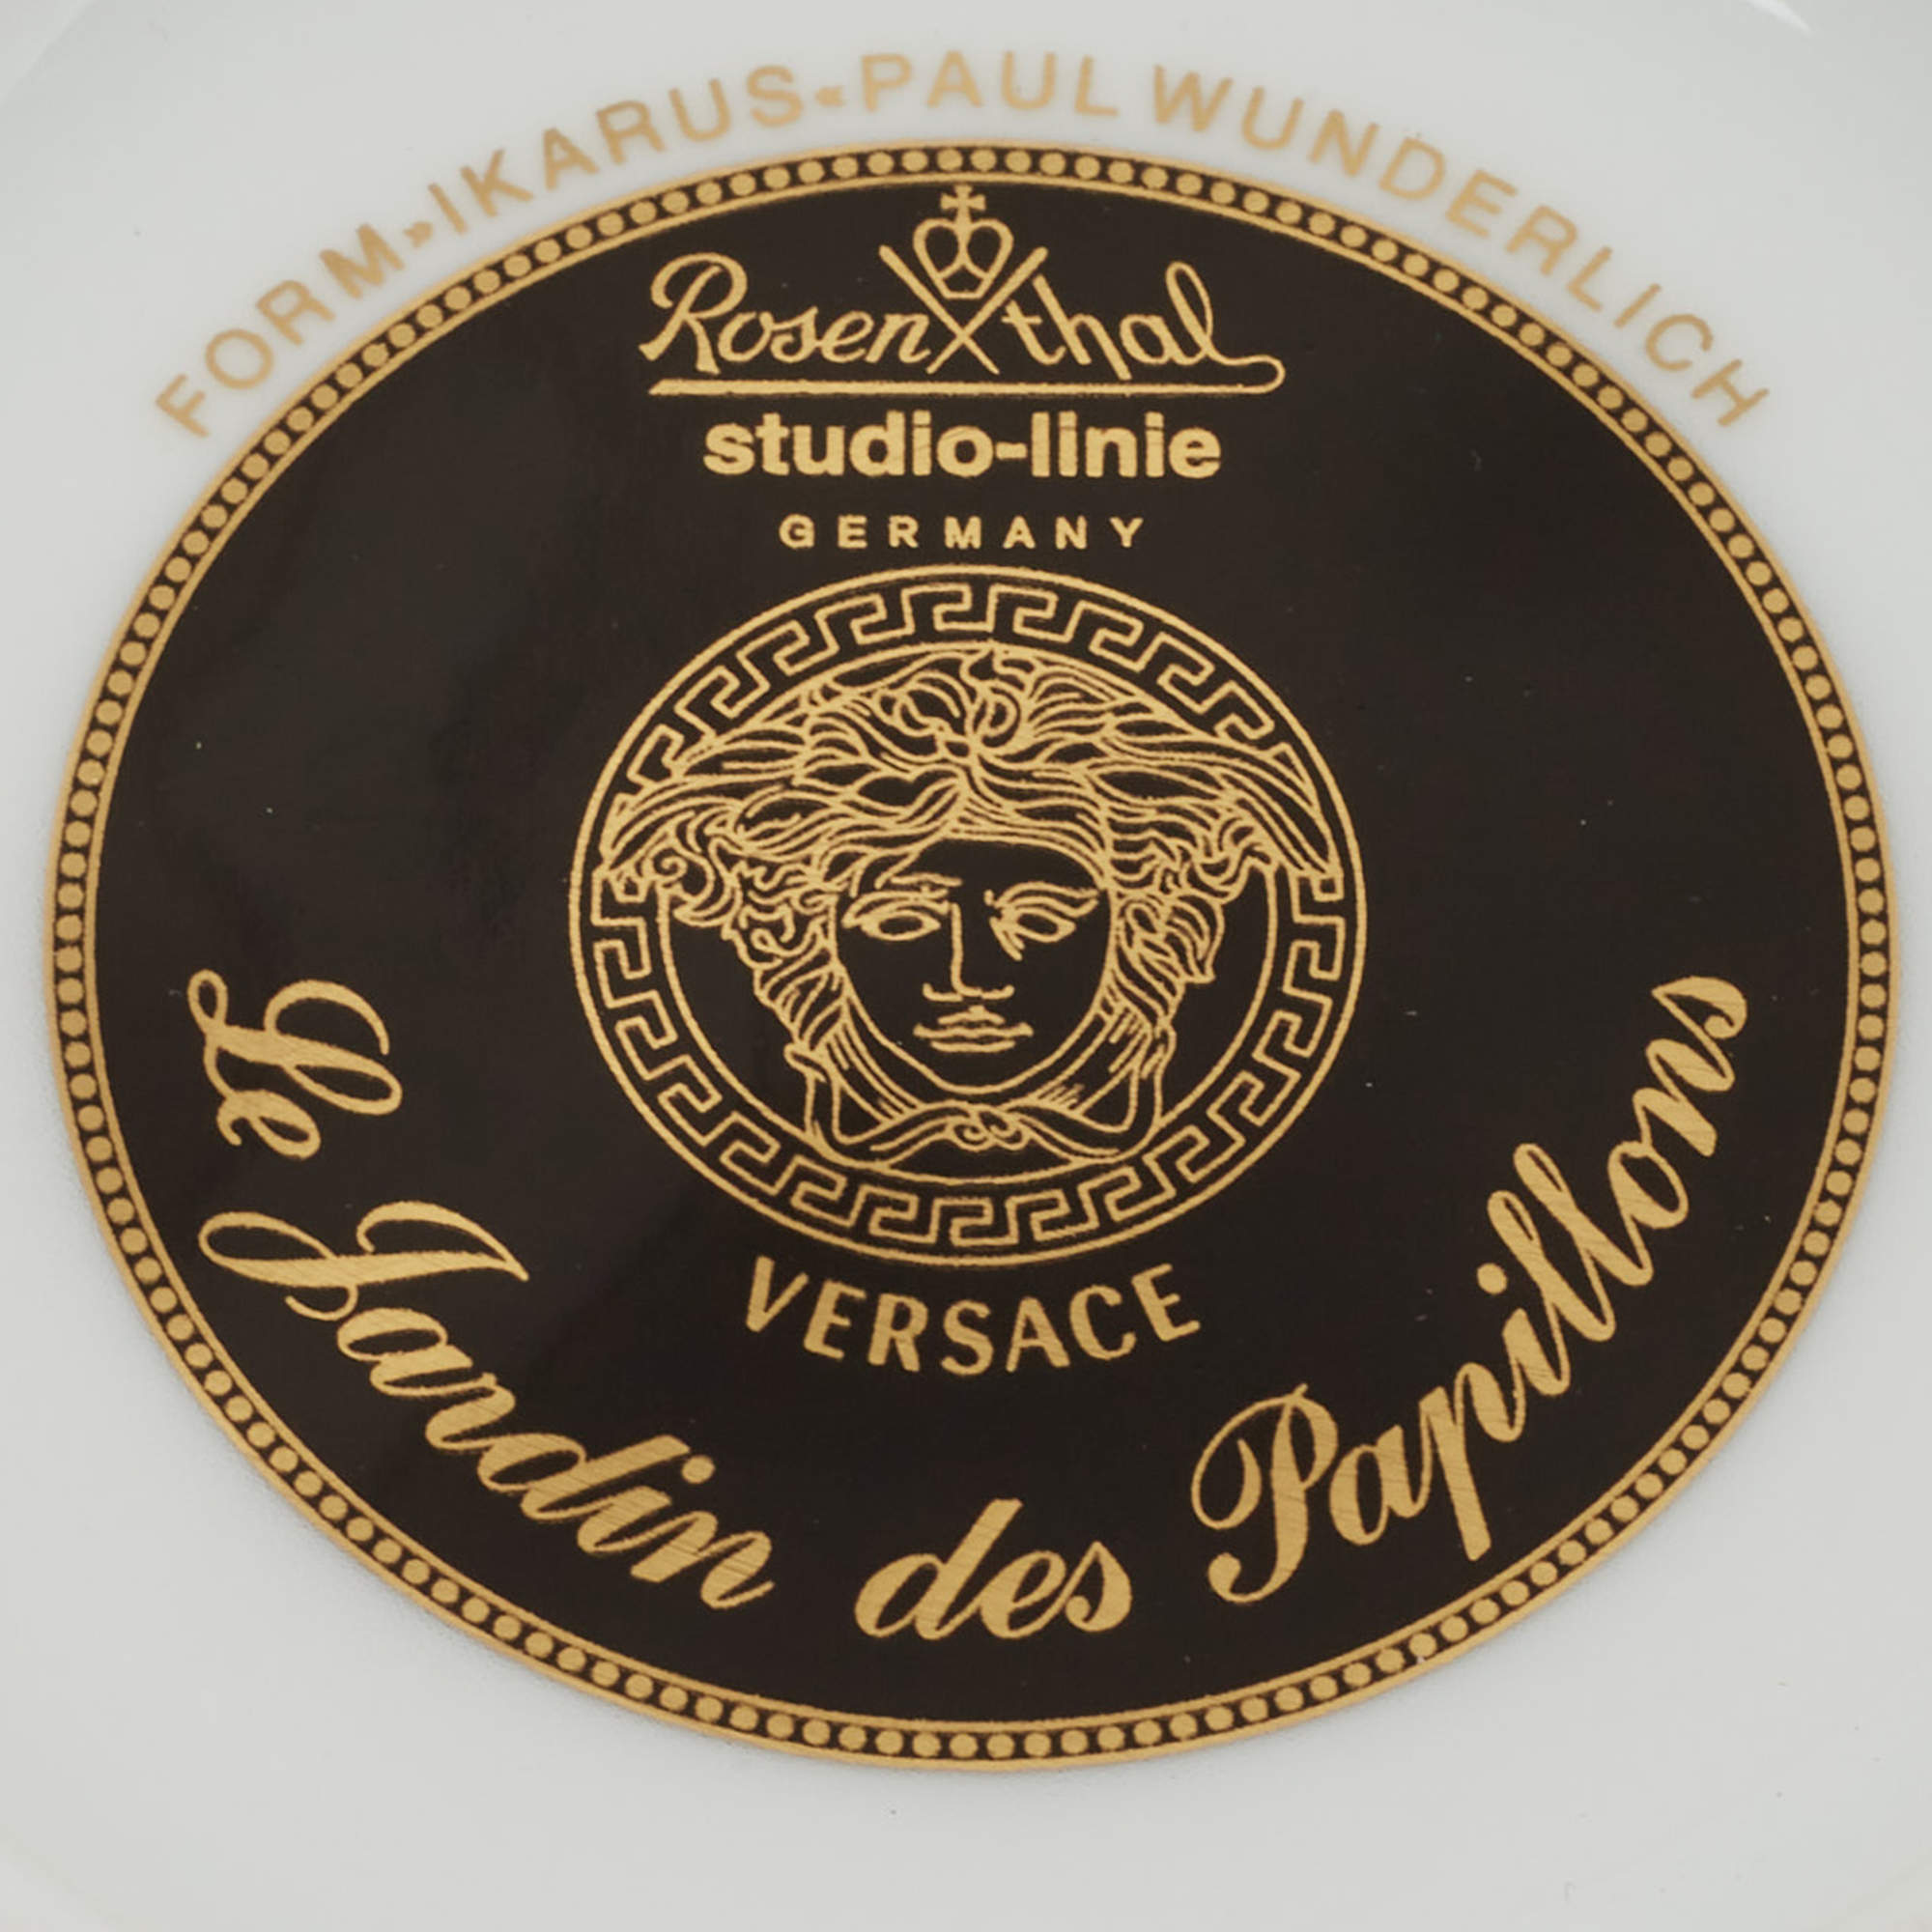 FORM»IKARUS«PAUL WUNDERLICH
Rosenthal
studio-linie
GERMANY
VERSACE
Le Jardin des Papillons